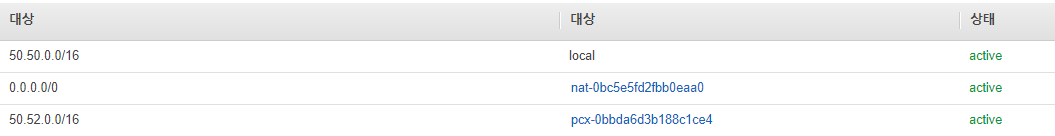 대상 대상 상태
50.50.0.0/16 local active
0.0.0.0/0 nat-0bc5e5fd2fbb0eaa0 active
50.52.0.0/16 pcx-0bbda6d3b188c1ce4 active